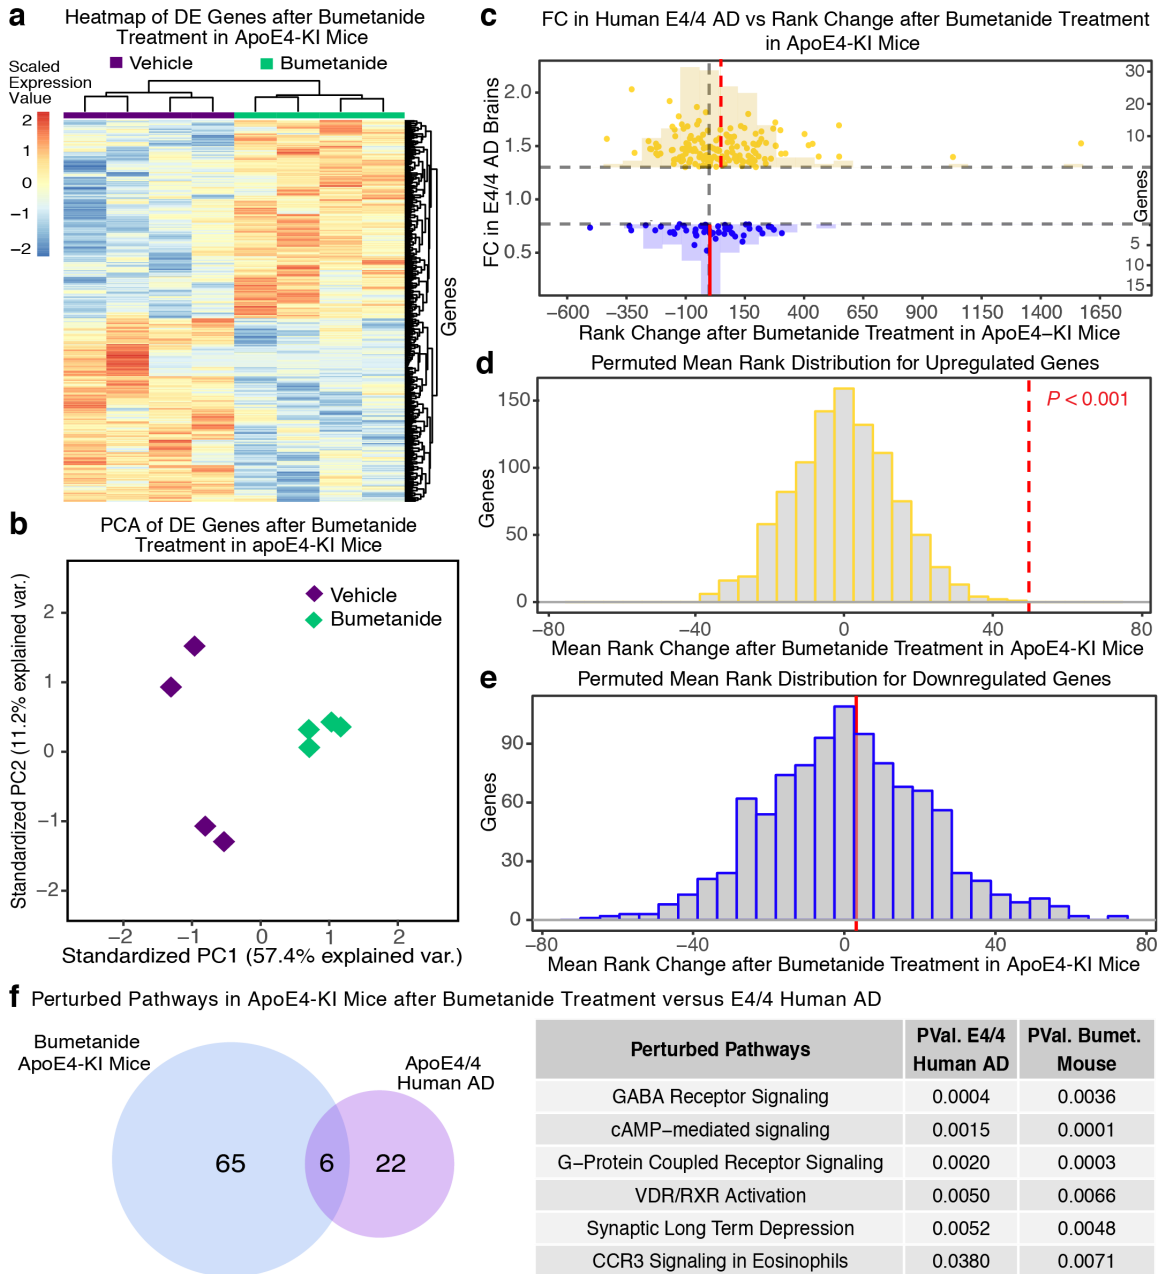 a
Heatmap of DE Genes after Bumetanide
Treatment in ApoE4-KI Mice
Vehicle Bumetanide
Scaled
Expression
Value
2
1
0
−1
−2
Genes
b
PCA of DE Genes after Bumetanide
Treatment in apoE4-KI Mice
Vehicle
Bumetanide
Standardized PC2 (11.2% explained var.)
2
1
0
−1
−2
−2 −1 0 1 2
Standardized PC1 (57.4% explained var.)
c
FC in Human E4/4 AD vs Rank Change after Bumetanide Treatment
in ApoE4-KI Mice
FC in E4/4 AD Brains
2.0
1.5
1.0
0.5
30
20
10
Genes
5
10
15
−600 −350 −100 150 400 650 900 1150 1400 1650
Rank Change after Bumetanide Treatment in ApoE4–KI Mice
d
Permuted Mean Rank Distribution for Upregulated Genes
P < 0.001
Genes
150
100
50
0
−80 −40 0 40 80
Mean Rank Change after Bumetanide Treatment in ApoE4-KI Mice
e
Permuted Mean Rank Distribution for Downregulated Genes
Genes
90
60
30
0
−80 −40 0 40 80
Mean Rank Change after Bumetanide Treatment in ApoE4-KI Mice
f Perturbed Pathways in ApoE4-KI Mice after Bumetanide Treatment versus E4/4 Human AD
Bumetanide
ApoE4-KI Mice
ApoE4/4
Human AD
65 6 22
Perturbed Pathways PVal. E4/4 Human AD PVal. Bumet. Mouse
GABA Receptor Signaling 0.0004 0.0036
cAMP−mediated signaling 0.0015 0.0001
G−Protein Coupled Receptor Signaling 0.0020 0.0003
VDR/RXR Activation 0.0050 0.0066
Synaptic Long Term Depression 0.0052 0.0048
CCR3 Signaling in Eosinophils 0.0380 0.0071